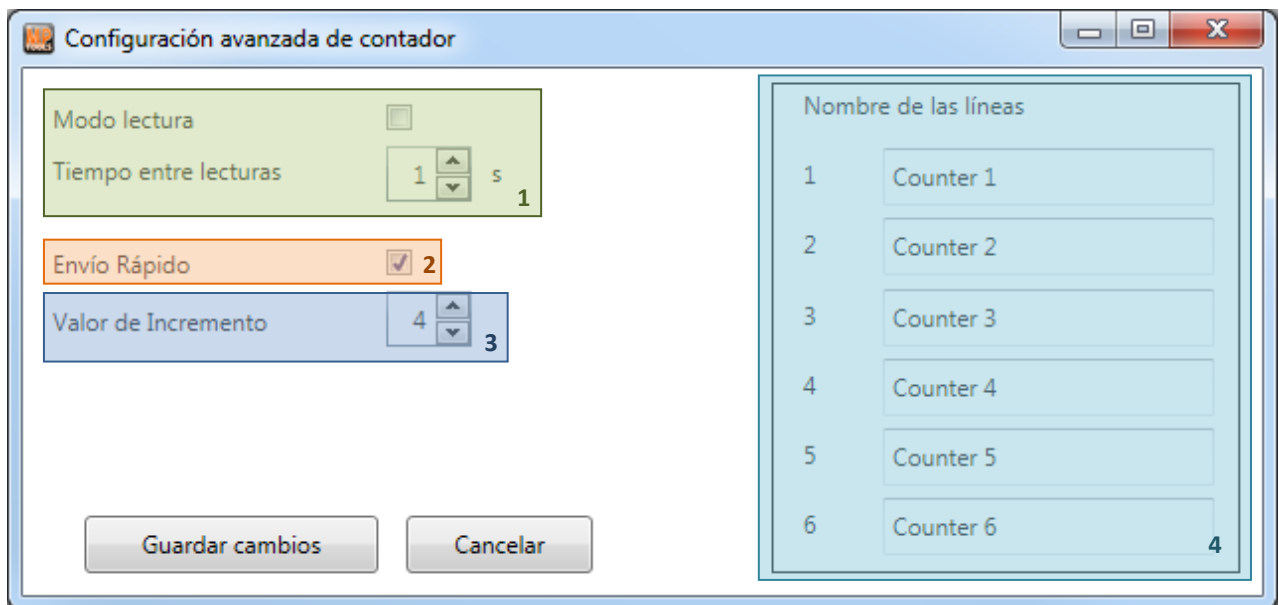 Configuración avanzada de contador
Modo lectura
Tiempo entre lecturas 1 s
1
Envío Rápido 2
Valor de Incremento 4
3
Guardar cambios Cancelar
Nombre de las líneas
1 Counter 1
2 Counter 2
3 Counter 3
4 Counter 4
5 Counter 5
6 Counter 6
4